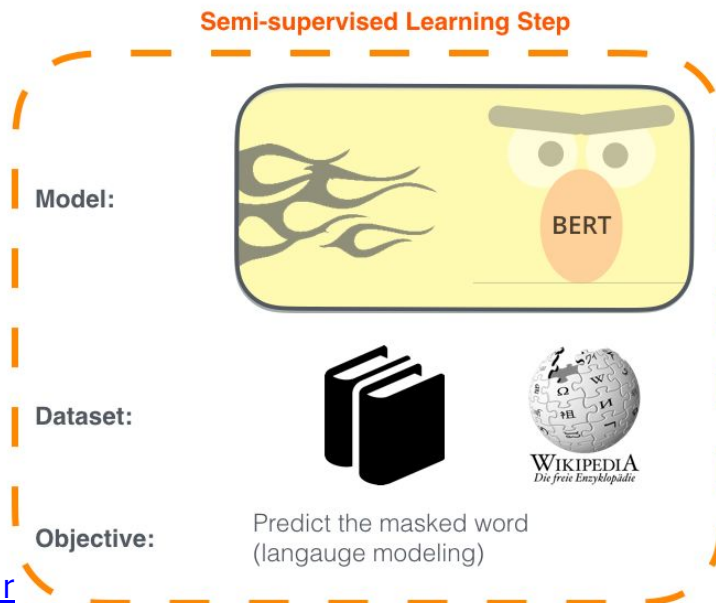 Semi-supervised Learning Step
Model:
BERT
Dataset:
WIKIPEDIA
Die freie Enzyklopädie
Objective:
Predict the masked word
(langauge modeling)
r